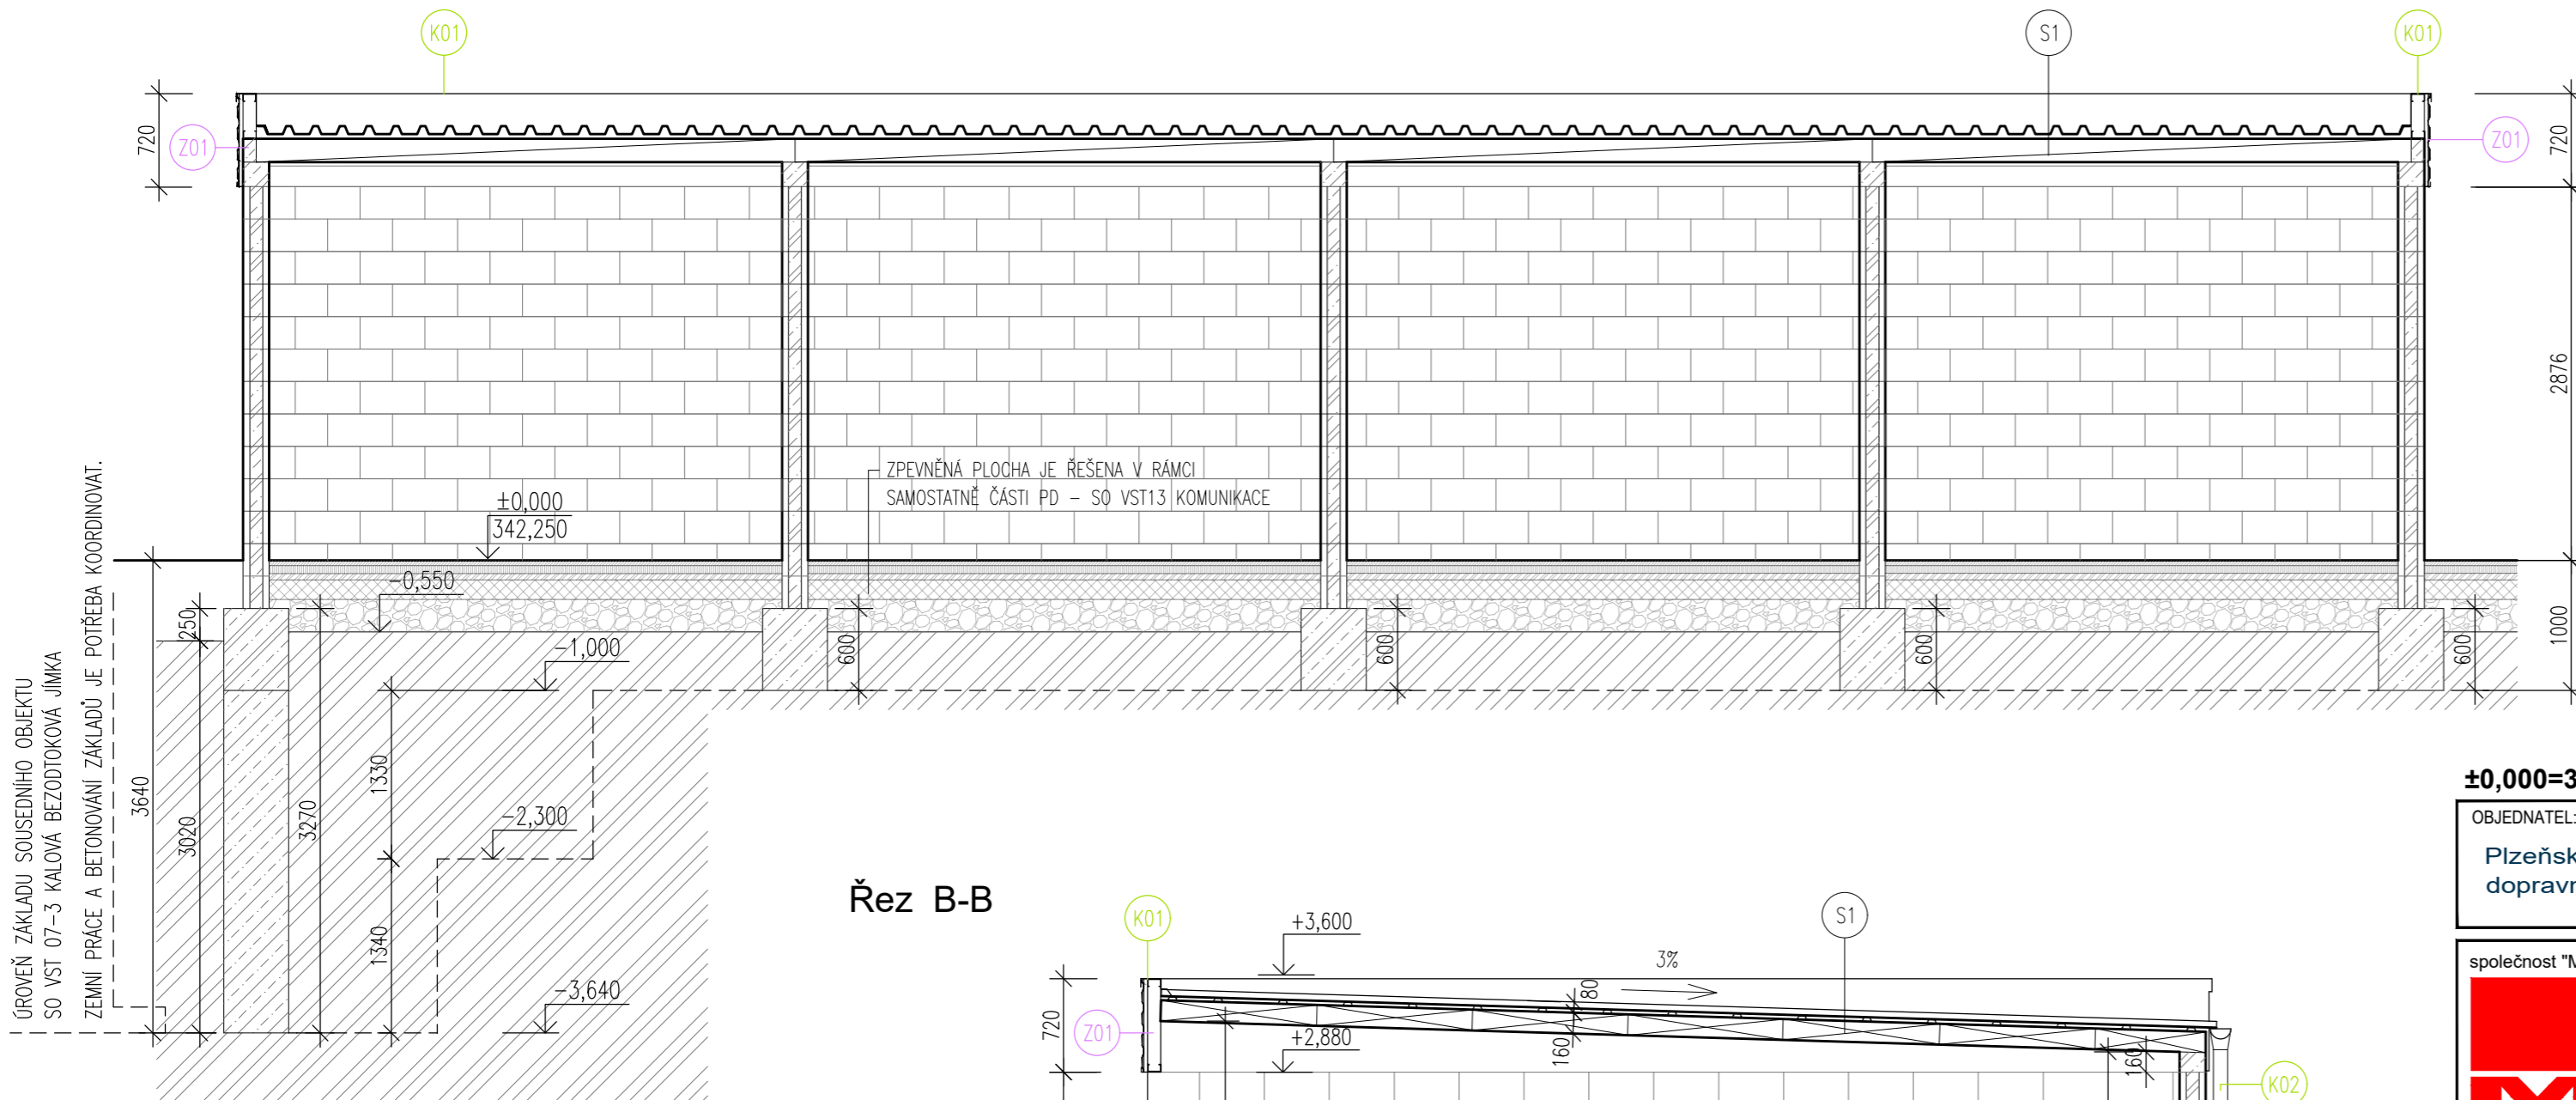 K01
S1
K01
720
Z01
Z01
720
2876
ZPEVNĚNÁ PLOCHA JE ŘEŠENA V RÁMCI
SAMOSTATNĚ ČÁSTI PD – SO VST13 KOMUNIKACE
±0,000
342,250
-0,550
250
-1,000
600
600
600
600
1000
ÚROVEŇ ZÁKLADU SOUSEDNÍHO OBJEKTU
SO VST 07-3 KALOVÁ BEZODTOKOVÁ JÍMKA
ZEMNÍ PRÁCE A BETONOVÁNÍ ZÁKLADŮ JE POTŘEBA KOORDINOVAT.
3640
3020
3270
1330
-2,300
1340
-3,640
±0,000=3
OBJEDNATEL:
Plzeňsk
dopravn
společnost "M
Řez B-B
K01
+3,600
S1
3%
80
720
Z01
+2,880
160
160
K02